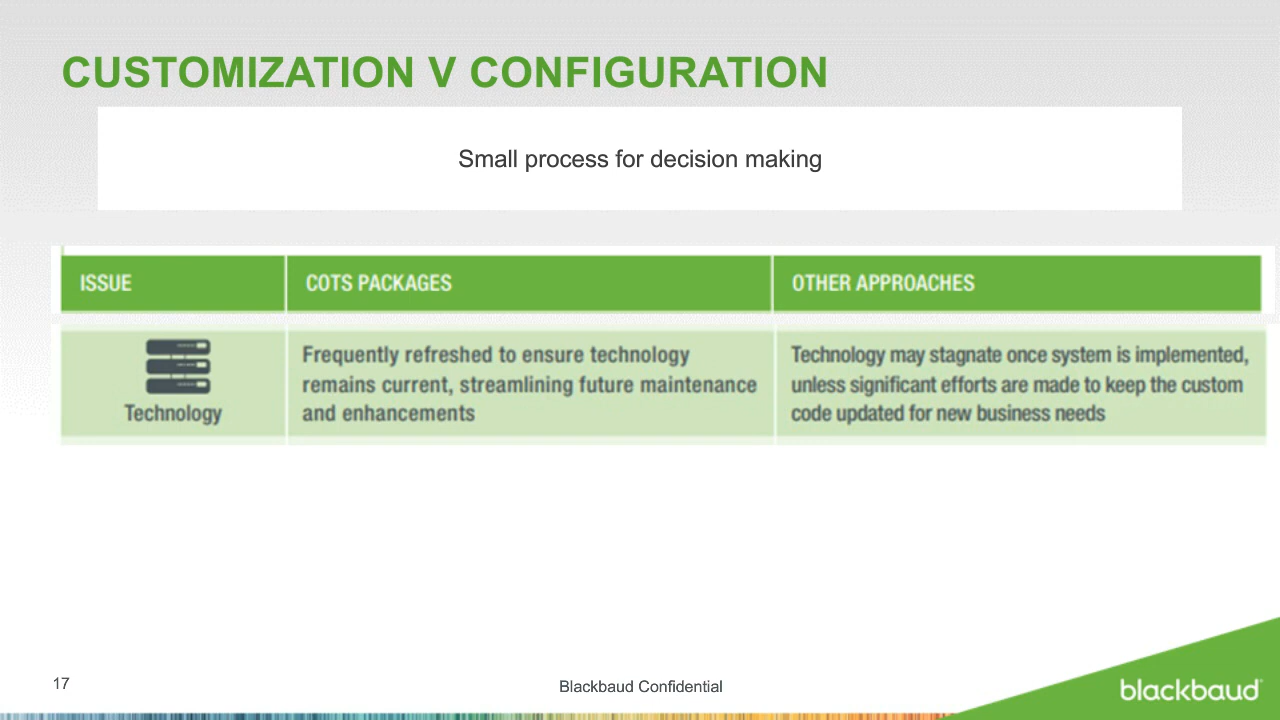 CUSTOMIZATION V CONFIGURATION
Small process for decision making
ISSUE
COTS PACKAGES
OTHER APPROACHES
Technology
Frequently refreshed to ensure technology
remains current, streamlining future maintenance
and enhancements
Technology may stagnate once system is implemented,
unless significant efforts are made to keep the custom
code updated for new business needs
17
Blackbaud Confidential
blackbaud